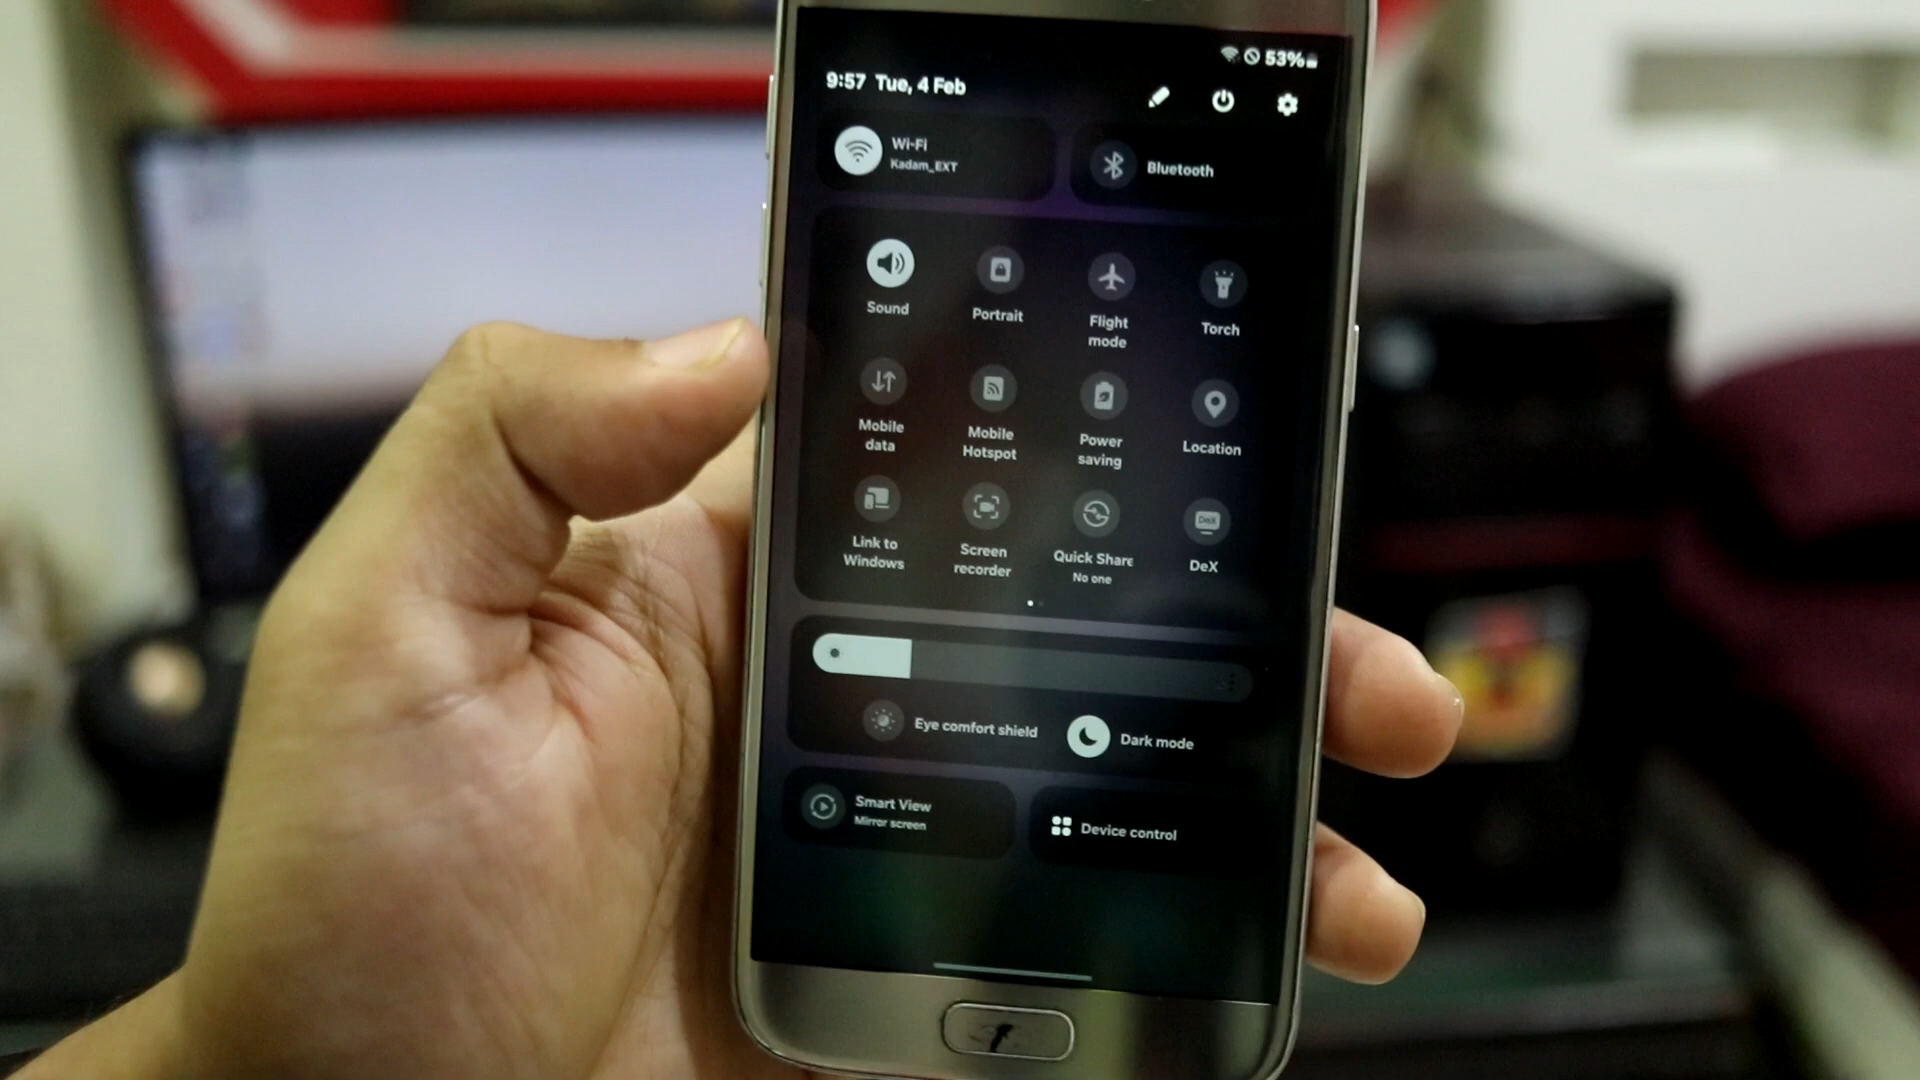 53%
9:57 Tue, 4 Feb
Wi-Fi
Kadam_EXT
Bluetooth
Sound
Portrait
Flight
mode
Torch
Mobile
data
Mobile
Hotspot
Power
saving
Location
Link to
Windows
Screen
recorder
Quick Share
No one
DeX
DeX
Eye comfort shield
Dark mode
Smart View
Mirror screen
Device control